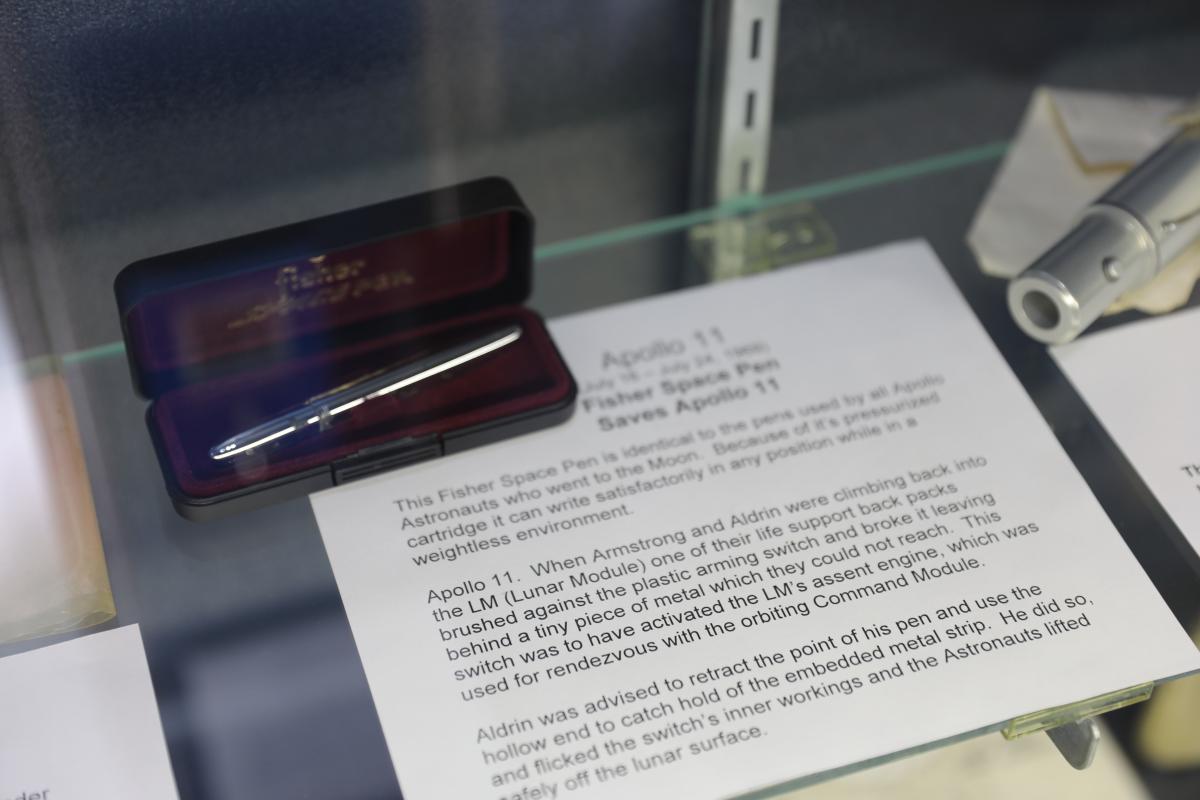 fisher
SPACE PEN
Apollo 11
July 16 – July 24, 1969)
Fisher Space Pen
Saves Apollo 11
This Fisher Space Pen is identical to the pens used by all Apollo
Astronauts who went to the Moon. Because of it's pressurized
cartridge it can write satisfactorily in any position while in a
weightless environment.
Apollo 11. When Armstrong and Aldrin were climbing back into
the LM (Lunar Module) one of their life support back packs
brushed against the plastic arming switch and broke it leaving
behind a tiny piece of metal which they could not reach. This
switch was to have activated the LM's assent engine, which was
used for rendezvous with the orbiting Command Module.
Aldrin was advised to retract the point of his pen and use the
hollow end to catch hold of the embedded metal strip. He did so,
and flicked the switch's inner workings and the Astronauts lifted
safely off the lunar surface.